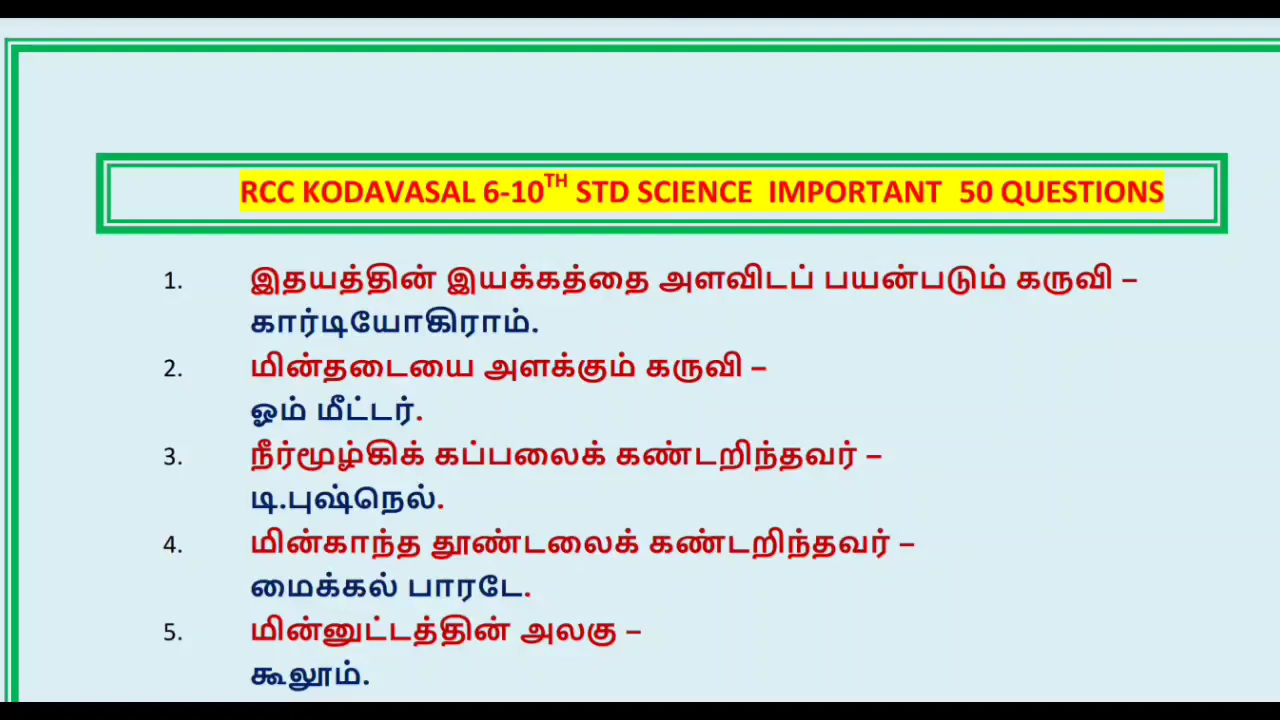 RCC KODAVASAL 6-10TH STD SCIENCE IMPORTANT 50 QUESTIONS
1. இதயத்தின் இயக்கத்தை அளவிடப் பயன்படும் கருவி –
கார்டியோகிராம்.
2. மின்தடையை அளக்கும் கருவி –
ஓம் மீட்டர்.
3. நீர்மூழ்கிக் கப்பலைக் கண்டறிந்தவர் –
டி.புஷ்நெல்.
4. மின்காந்த தூண்டலைக் கண்டறிந்தவர் –
மைக்கல் பாரடே.
5. மின்னுட்டத்தின் அலகு –
கூலூம்.